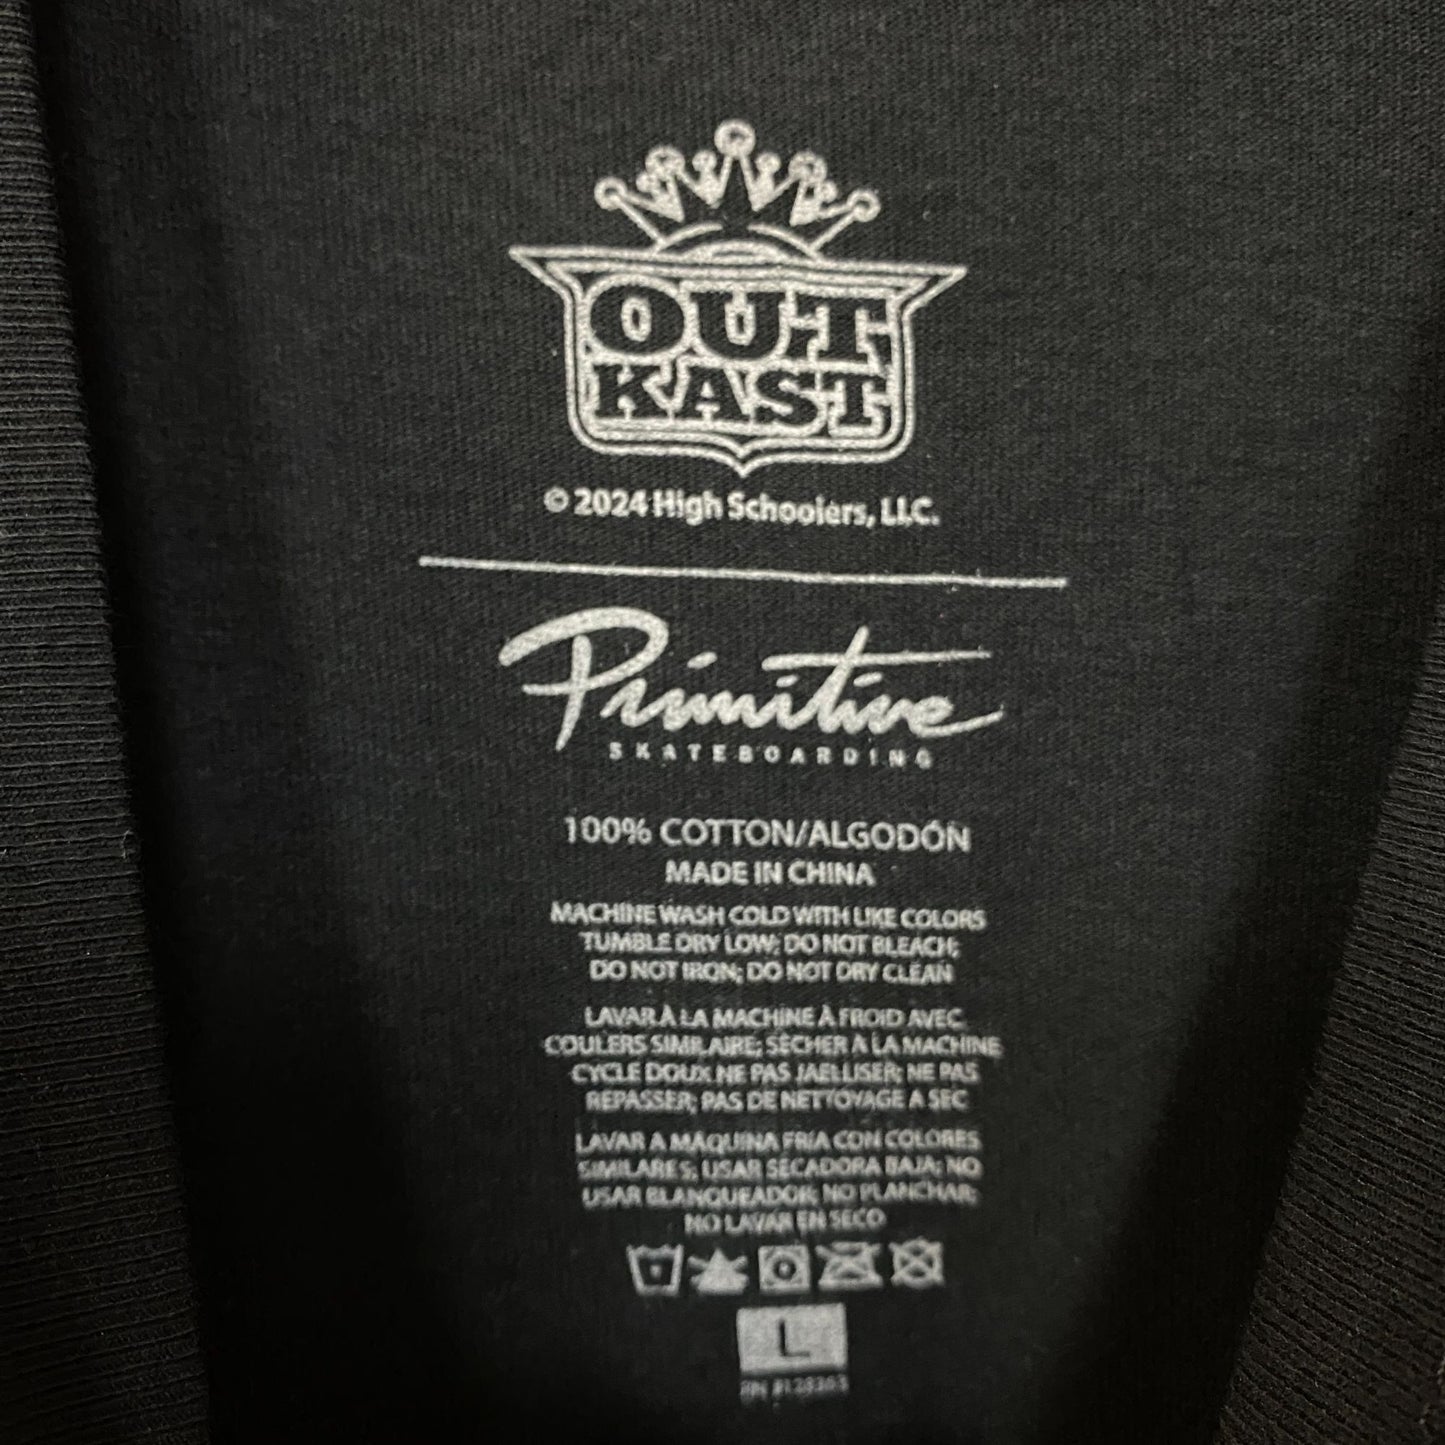 OUT
KAST
© 2024 High Schoolers, LLC.
Primitive
SKATEBOARDING
100% COTTON/ALGODÓN
MADE IN CHINA
MACHINE WASH COLD WITH LIKE COLORS
TUMBLE DRY LOW; DO NOT BLEACH;
DO NOT IRON; DO NOT DRY CLEAN
LAVAR À LA MACHINE À FROID AVEC
COULERS SIMILAIRE; SÉCHER A LA MACHINE
CYCLE DOUX NE PAS JAELLISER; NE PAS
REPASSER; PAS DE NETTOYAGE A SEC
LAVAR A MÁQUINA FRIA CON COLORES
SIMILARES; USAR SECADORA BAJA; NO
USAR BLANQUEADOR; NO PLANCHAR;
NO LAVAR EN SECO
L
RN